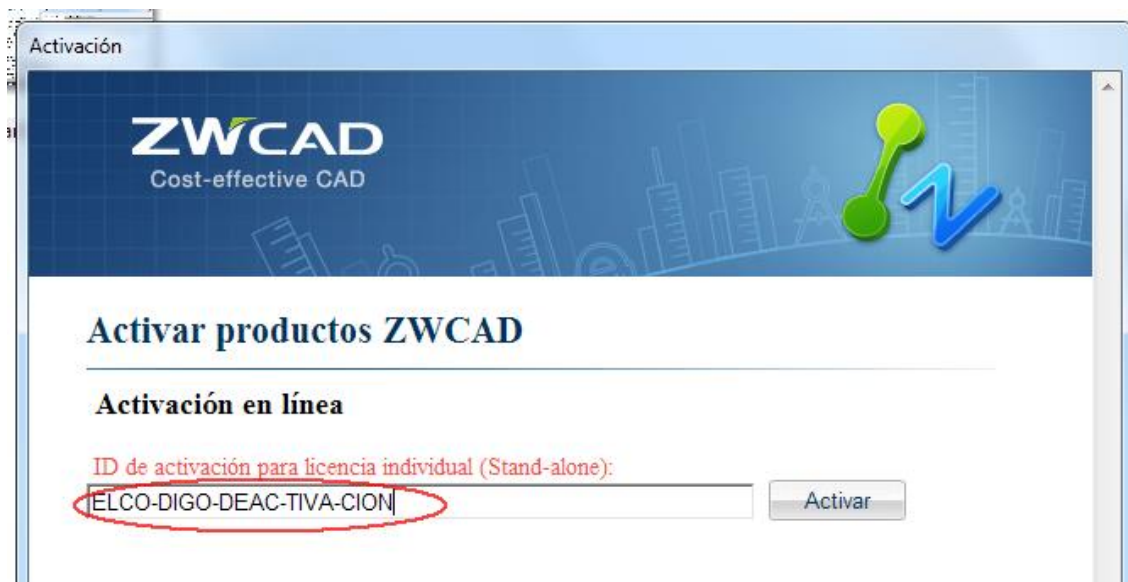 Activación
ZWCAD
Cost-effective CAD
Activar productos ZWCAD
Activación en línea
ID de activación para licencia individual (Stand-alone):
ELCO-DIGO-DEAC-TIVA-CION
Activar